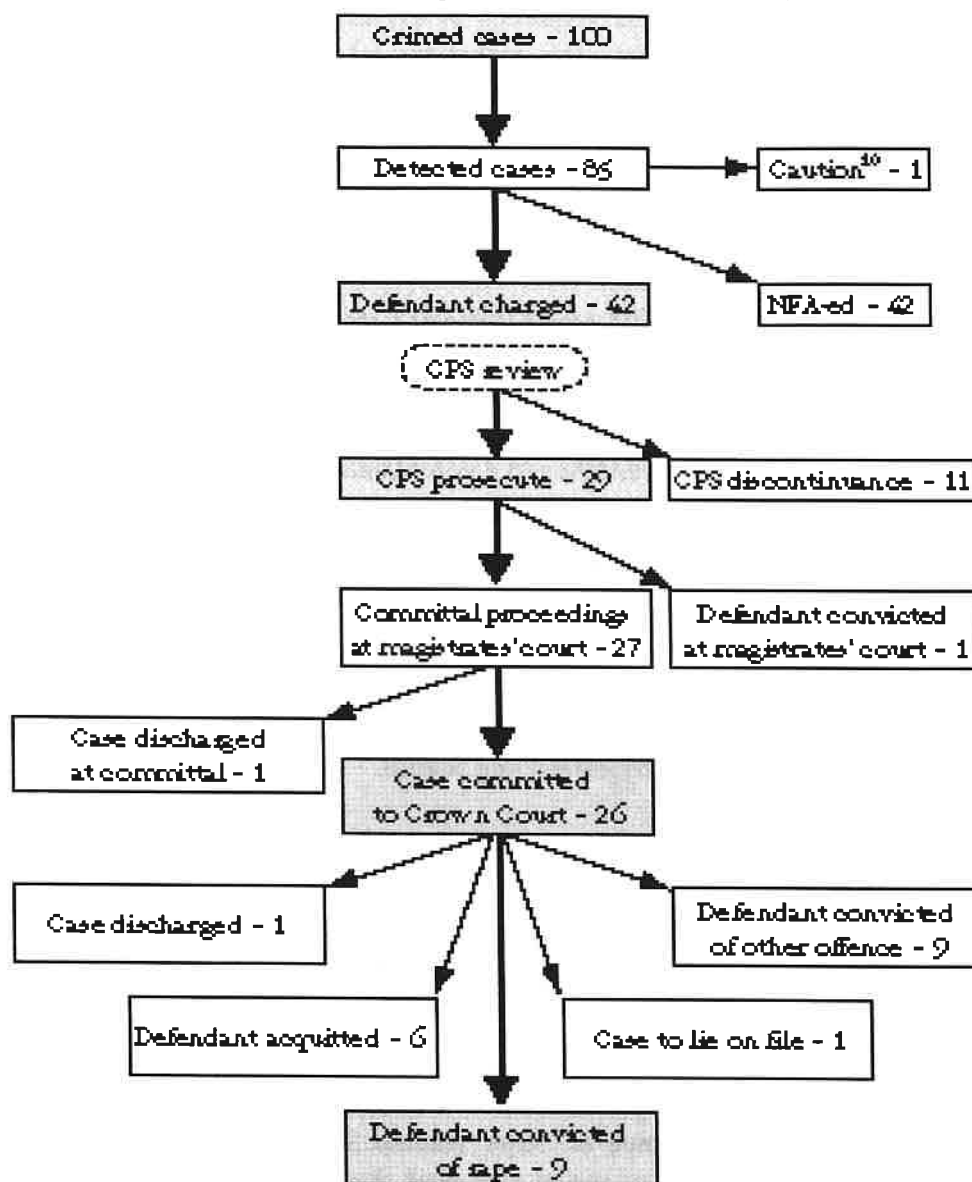 Crimed cases - 100
Detected cases - 86
Caution¹⁰ - 1
Defendant charged - 42
NFA-ed - 42
CPS review
CPS prosecute - 29
CPS discontinuance - 11
Committal proceedings
at magistrates' court - 27
Defendant convicted
at magistrates' court - 1
Case discharged
at committal - 1
Case committed
to Crown Court - 26
Case discharged - 1
Defendant convicted
of other offence - 9
Defendant acquitted - 6
Case to lie on file - 1
Defendant convicted
of rape - 9